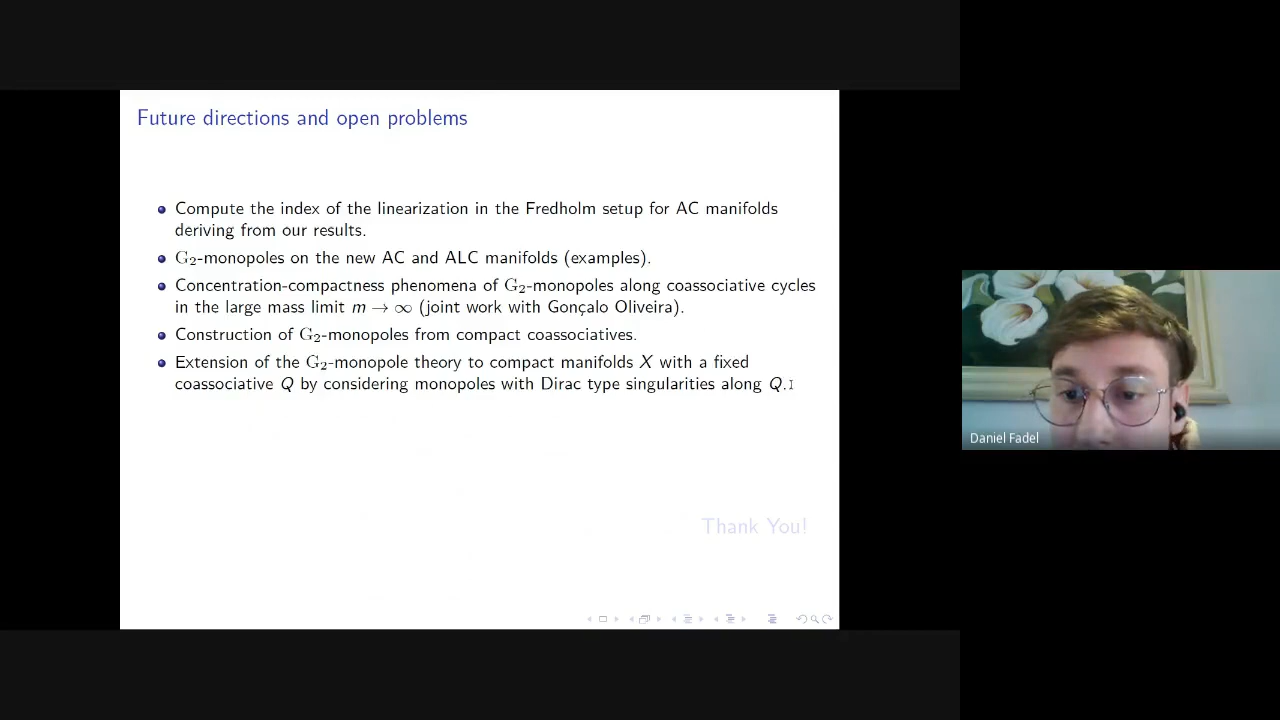 Future directions and open problems
Compute the index of the linearization in the Fredholm setup for AC manifolds
deriving from our results.
G₂-monopoles on the new AC and ALC manifolds (examples).
Concentration-compactness phenomena of G₂-monopoles along coassociative cycles
in the large mass limit m → ∞ (joint work with Gonçalo Oliveira).
Construction of G₂-monopoles from compact coassociatives.
Extension of the G₂-monopole theory to compact manifolds X with a fixed
coassociative Q by considering monopoles with Dirac type singularities along Q.
Thank You!
Daniel Fadel